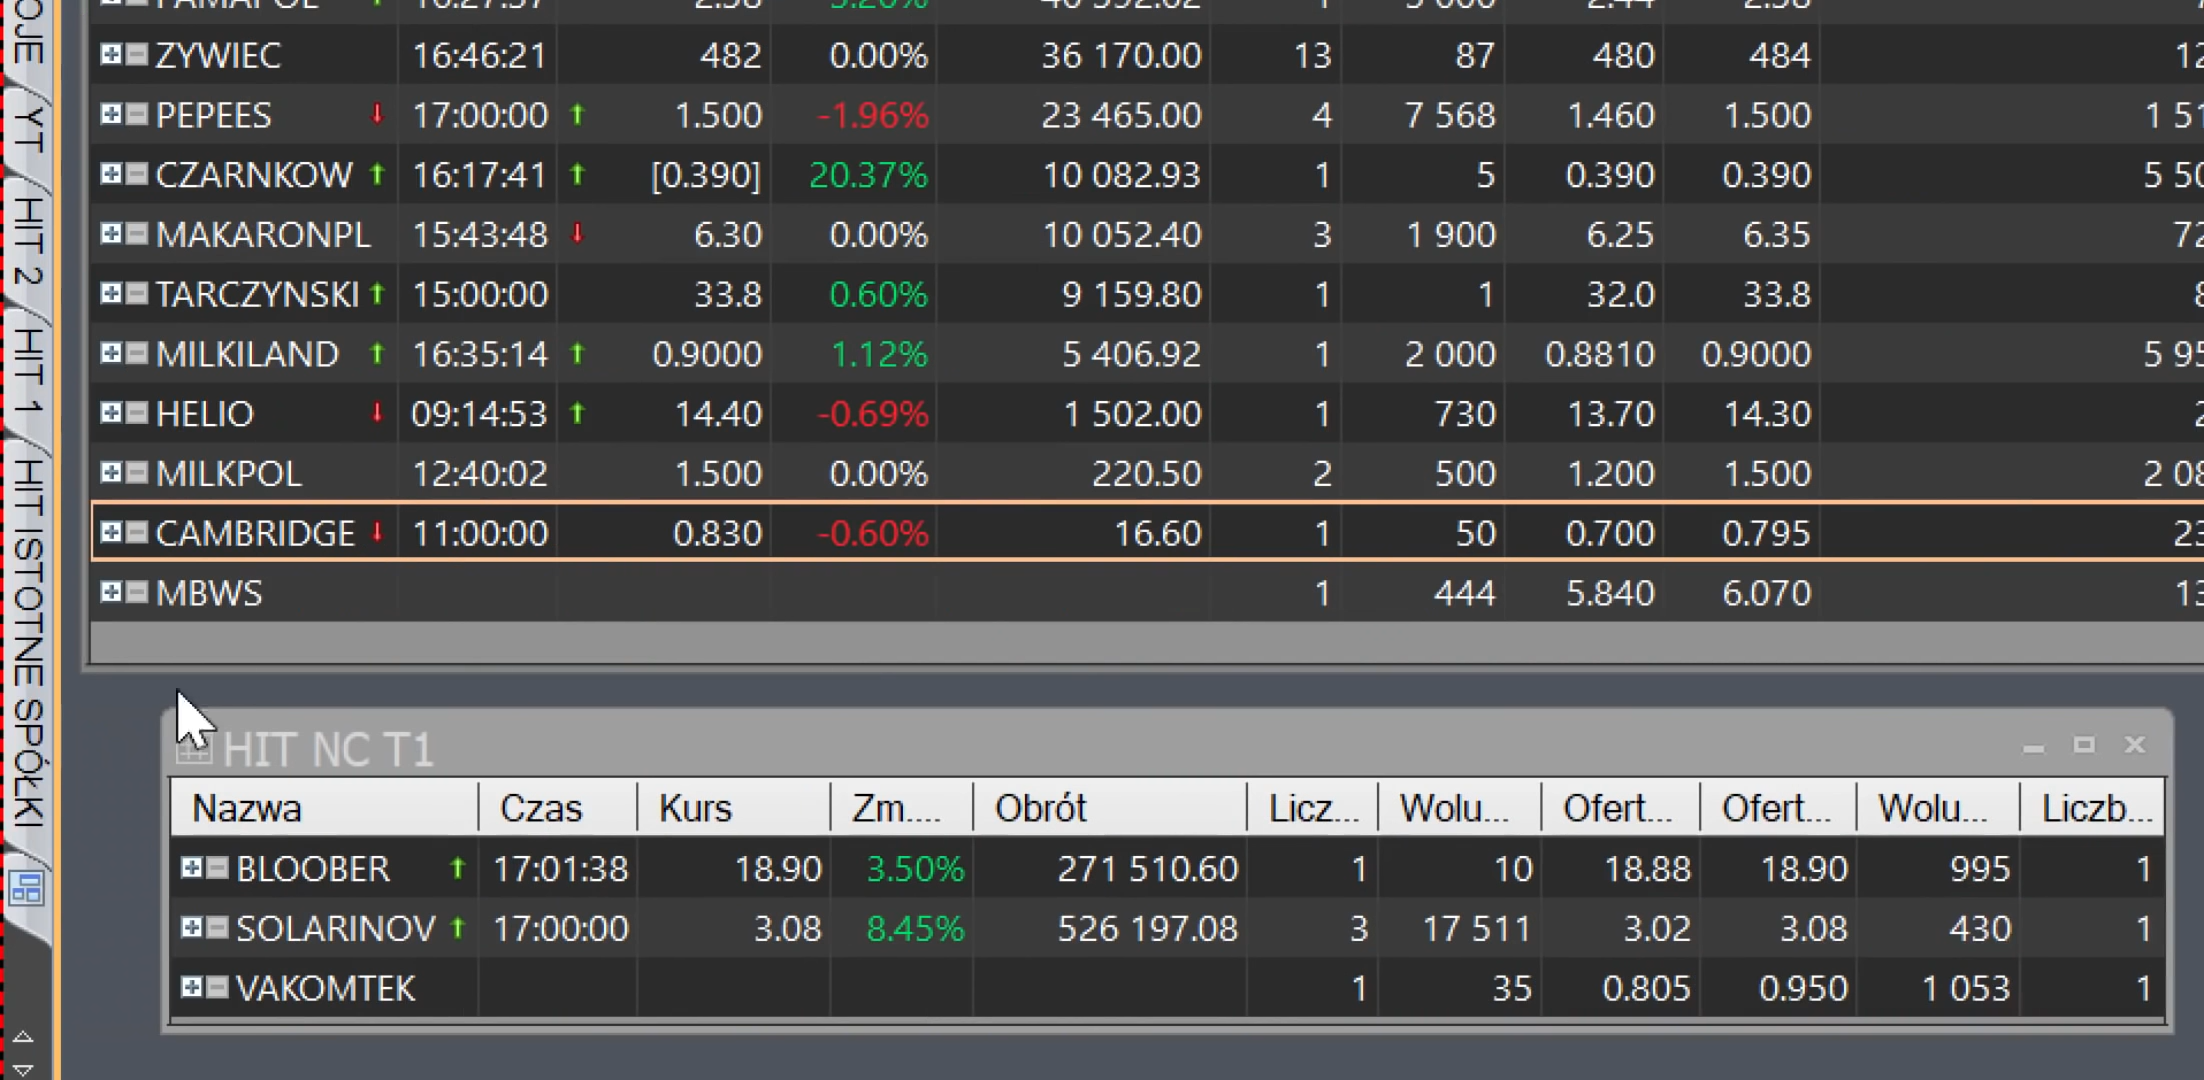 ZYWIEC 16:46:21 482 0.00% 36 170.00 13 87 480 484
PEPEES 17:00:00 1.500 -1.96% 23 465.00 4 7 568 1.460 1.500
CZARNKOW 16:17:41 [0.390] 20.37% 10 082.93 1 5 0.390 0.390
MAKARONPL 15:43:48 6.30 0.00% 10 052.40 3 1 900 6.25 6.35
TARCZYNSKI 15:00:00 33.8 0.60% 9 159.80 1 1 32.0 33.8
MILKILAND 16:35:14 0.9000 1.12% 5 406.92 1 2 000 0.8810 0.9000
HELIO 09:14:53 14.40 -0.69% 1 502.00 1 730 13.70 14.30
MILKPOL 12:40:02 1.500 0.00% 220.50 2 500 1.200 1.500
CAMBRIDGE 11:00:00 0.830 -0.60% 16.60 1 50 0.700 0.795
MBWS 1 444 5.840 6.070
HIT NC T1
Nazwa Czas Kurs Zm.... Obrót Licz... Wolu... Ofert... Ofert... Wolu... Liczb...
BLOOBER 17:01:38 18.90 3.50% 271 510.60 1 10 18.88 18.90 995 1
SOLARINOV 17:00:00 3.08 8.45% 526 197.08 3 17 511 3.02 3.08 430 1
VAKOMTEK 1 35 0.805 0.950 1 053 1
OJE
YT
HIT 2
HIT 1
HIT ISTOTNE SPÓŁKI